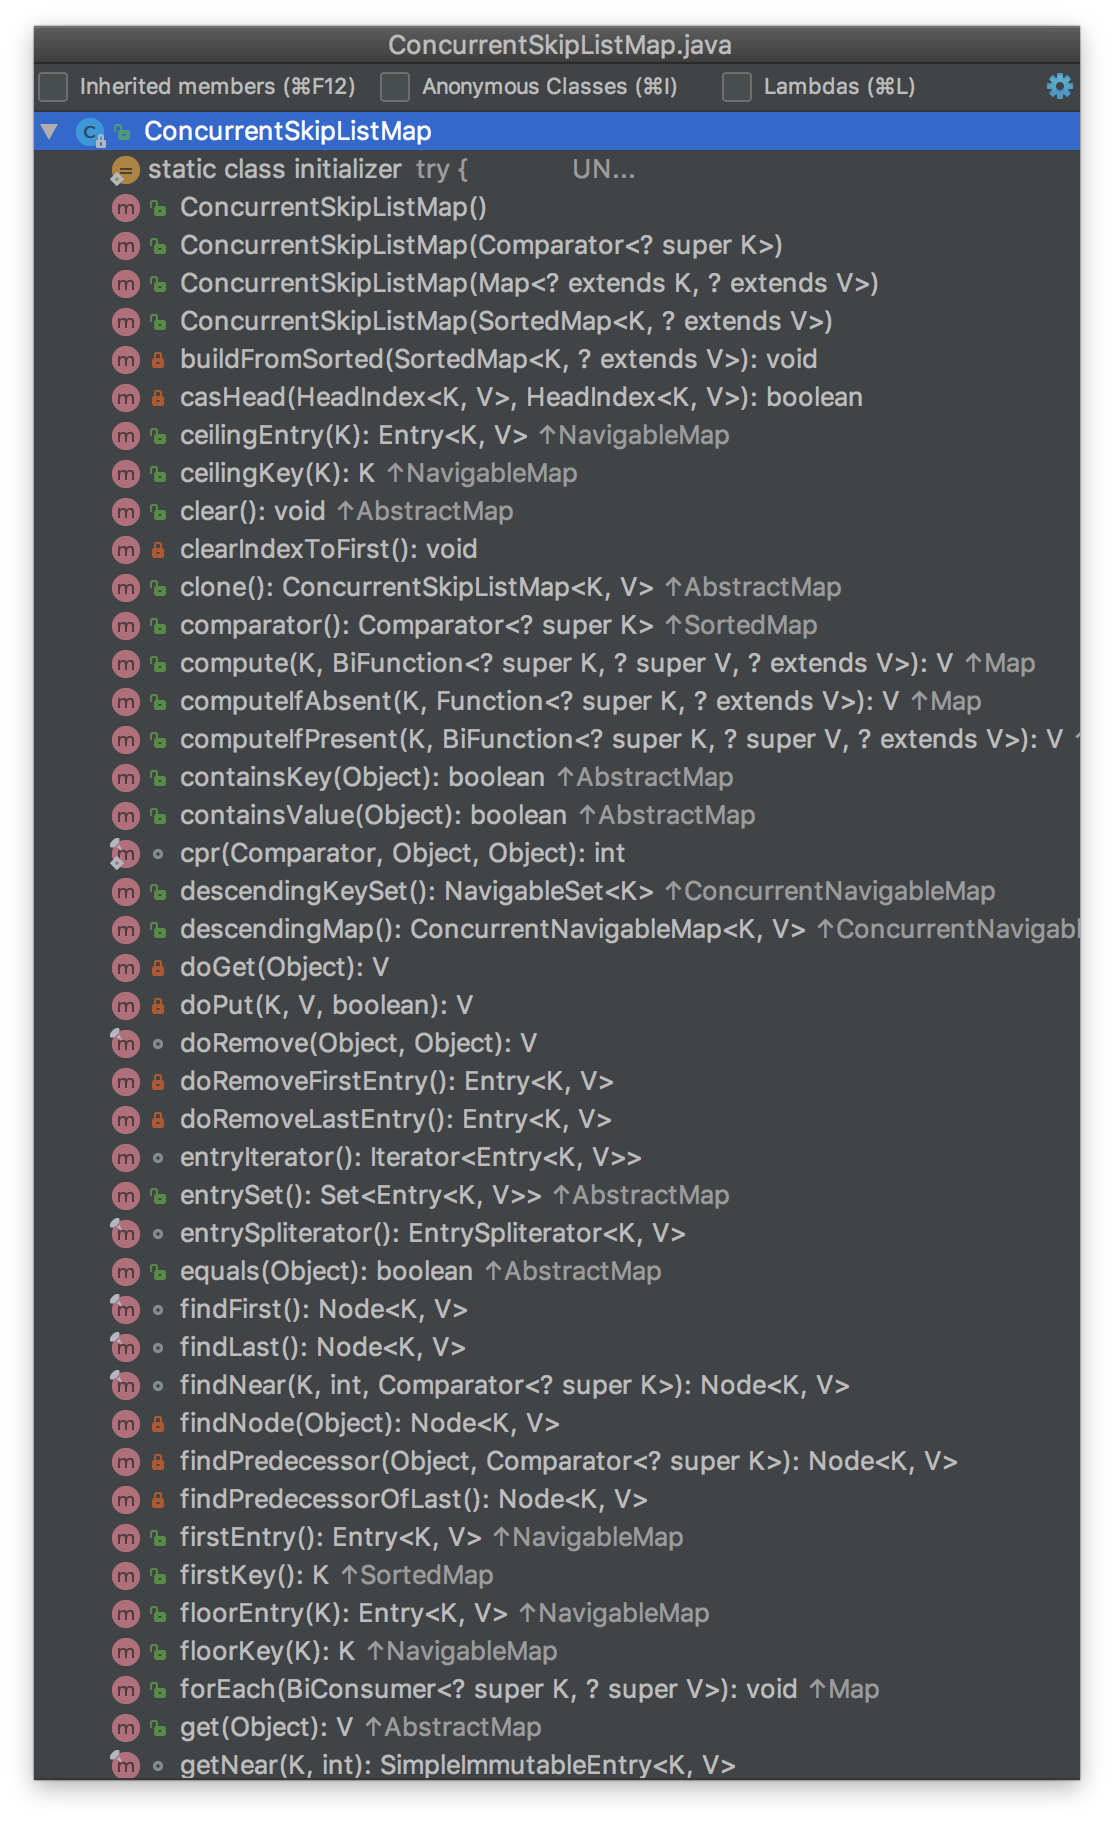 ConcurrentSkipListMap.java
Inherited members (⌘F12) Anonymous Classes (⌘I) Lambdas (⌘L)
C ConcurrentSkipListMap
static class initializer try { UN...
m ConcurrentSkipListMap()
m ConcurrentSkipListMap(Comparator<? super K>)
m ConcurrentSkipListMap(Map<? extends K, ? extends V>)
m ConcurrentSkipListMap(SortedMap<K, ? extends V>)
m buildFromSorted(SortedMap<K, ? extends V>): void
m casHead(HeadIndex<K, V>, HeadIndex<K, V>): boolean
m ceilingEntry(K): Entry<K, V> ↑NavigableMap
m ceilingKey(K): K ↑NavigableMap
m clear(): void ↑AbstractMap
m clearIndexToFirst(): void
m clone(): ConcurrentSkipListMap<K, V> ↑AbstractMap
m comparator(): Comparator<? super K> ↑SortedMap
m compute(K, BiFunction<? super K, ? super V, ? extends V>): V ↑Map
m computeIfAbsent(K, Function<? super K, ? extends V>): V ↑Map
m computeIfPresent(K, BiFunction<? super K, ? super V, ? extends V>): V
m containsKey(Object): boolean ↑AbstractMap
m containsValue(Object): boolean ↑AbstractMap
m cpr(Comparator, Object, Object): int
m descendingKeySet(): NavigableSet<K> ↑ConcurrentNavigableMap
m descendingMap(): ConcurrentNavigableMap<K, V> ↑ConcurrentNavigabl
m doGet(Object): V
m doPut(K, V, boolean): V
m doRemove(Object, Object): V
m doRemoveFirstEntry(): Entry<K, V>
m doRemoveLastEntry(): Entry<K, V>
m entryIterator(): Iterator<Entry<K, V>>
m entrySet(): Set<Entry<K, V>> ↑AbstractMap
m entrySpliterator(): EntrySpliterator<K, V>
m equals(Object): boolean ↑AbstractMap
m findFirst(): Node<K, V>
m findLast(): Node<K, V>
m findNear(K, int, Comparator<? super K>): Node<K, V>
m findNode(Object): Node<K, V>
m findPredecessor(Object, Comparator<? super K>): Node<K, V>
m findPredecessorOfLast(): Node<K, V>
m firstEntry(): Entry<K, V> ↑NavigableMap
m firstKey(): K ↑SortedMap
m floorEntry(K): Entry<K, V> ↑NavigableMap
m floorKey(K): K ↑NavigableMap
m forEach(BiConsumer<? super K, ? super V>): void ↑Map
m get(Object): V ↑AbstractMap
m getNear(K, int): SimpleImmutableEntry<K, V>